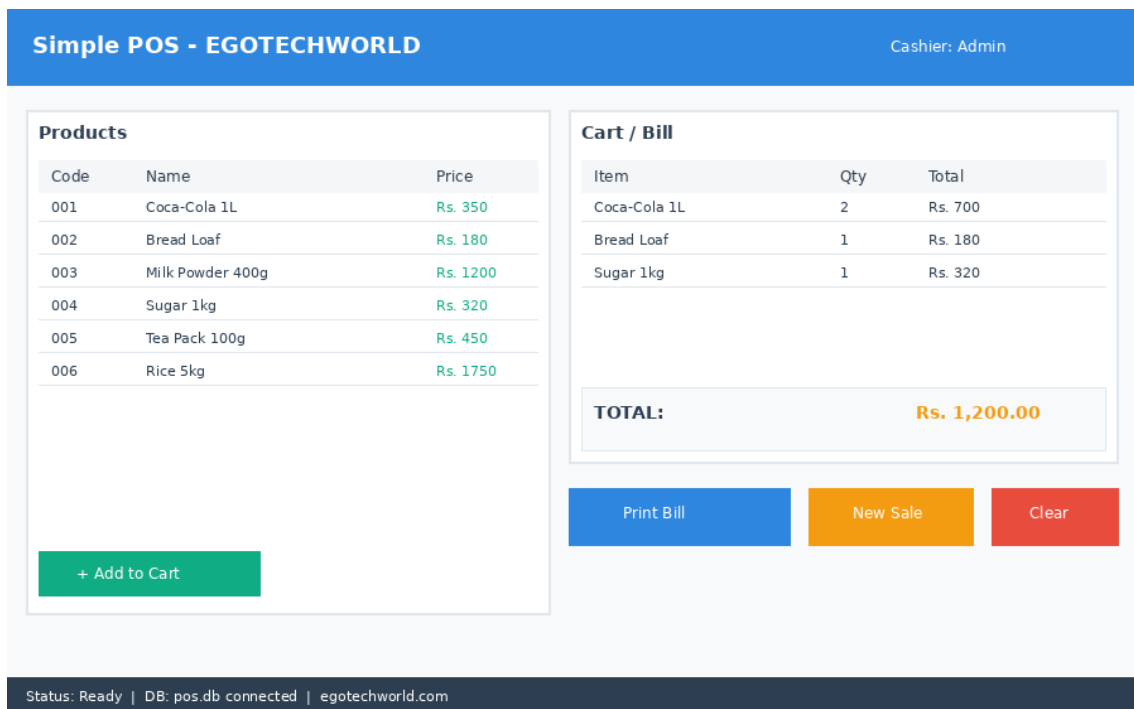 Simple POS - EGOTECHWORLD
Cashier: Admin
Products
Code Name Price
001 Coca-Cola 1L Rs. 350
002 Bread Loaf Rs. 180
003 Milk Powder 400g Rs. 1200
004 Sugar 1kg Rs. 320
005 Tea Pack 100g Rs. 450
006 Rice 5kg Rs. 1750
+ Add to Cart
Cart / Bill
Item Qty Total
Coca-Cola 1L 2 Rs. 700
Bread Loaf 1 Rs. 180
Sugar 1kg 1 Rs. 320
TOTAL: Rs. 1,200.00
Print Bill
New Sale
Clear
Status: Ready | DB: pos.db connected | egotechworld.com